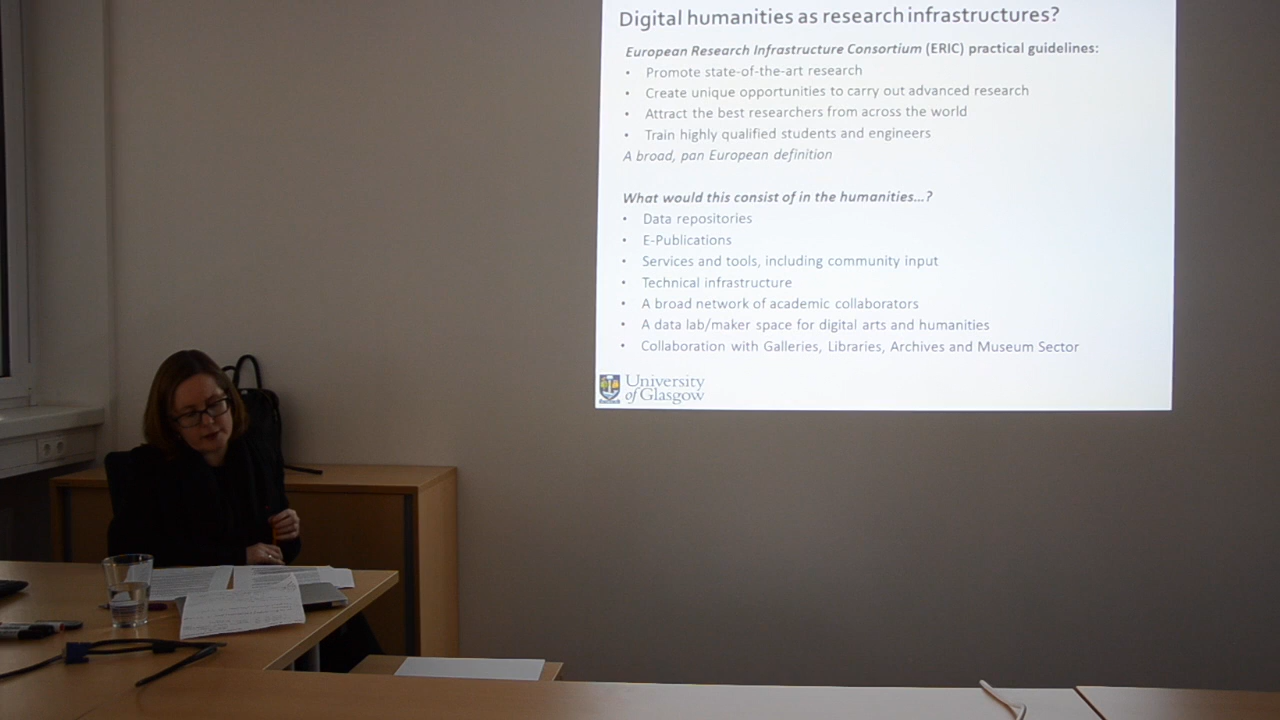 Digital humanities as research infrastructures?
European Research Infrastructure Consortium (ERIC) practical guidelines:
• Promote state-of-the-art research
• Create unique opportunities to carry out advanced research
• Attract the best researchers from across the world
• Train highly qualified students and engineers
A broad, pan European definition
What would this consist of in the humanities...?
• Data repositories
• E-Publications
• Services and tools, including community input
• Technical infrastructure
• A broad network of academic collaborators
• A data lab/maker space for digital arts and humanities
• Collaboration with Galleries, Libraries, Archives and Museum Sector
University
of Glasgow